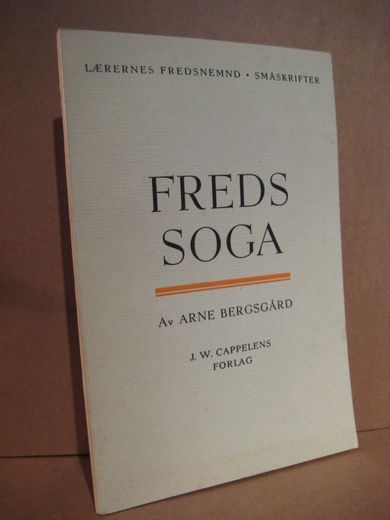 LÆRERNES FREDSNEMND • SMÅSKRIFTER
FREDS
SOGA
Av ARNE BERGSGÅRD
J. W. CAPPELENS
FORLAG